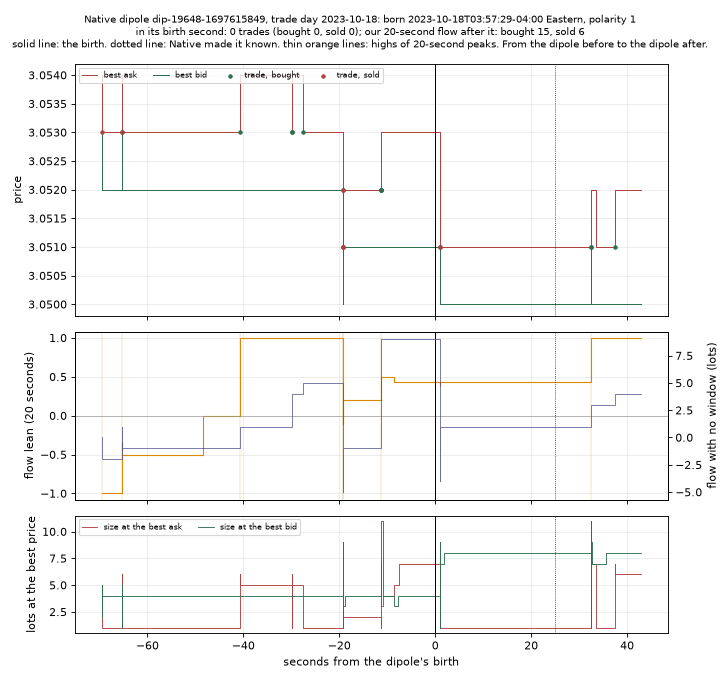 Native dipole dip-19648-1697615849, trade day 2023-10-18: born 2023-10-18T03:57:29-04:00 Eastern, polarity 1
in its birth second: 0 trades (bought 0, sold 0); our 20-second flow after it: bought 15, sold 6
solid line: the birth. dotted line: Native made it known. thin orange lines: highs of 20-second peaks. From the dipole before to the dipole after.
best ask best bid trade, bought trade, sold
3.0540
3.0535
3.0530
3.0525
3.0520
3.0515
3.0510
3.0505
3.0500
price
1.0
0.5
0.0
−0.5
−1.0
flow lean (20 seconds)
7.5
5.0
2.5
0.0
−2.5
−5.0
flow with no window (lots)
size at the best ask size at the best bid
10.0
7.5
5.0
2.5
lots at the best price
−60 −40 −20 0 20 40
seconds from the dipole's birth